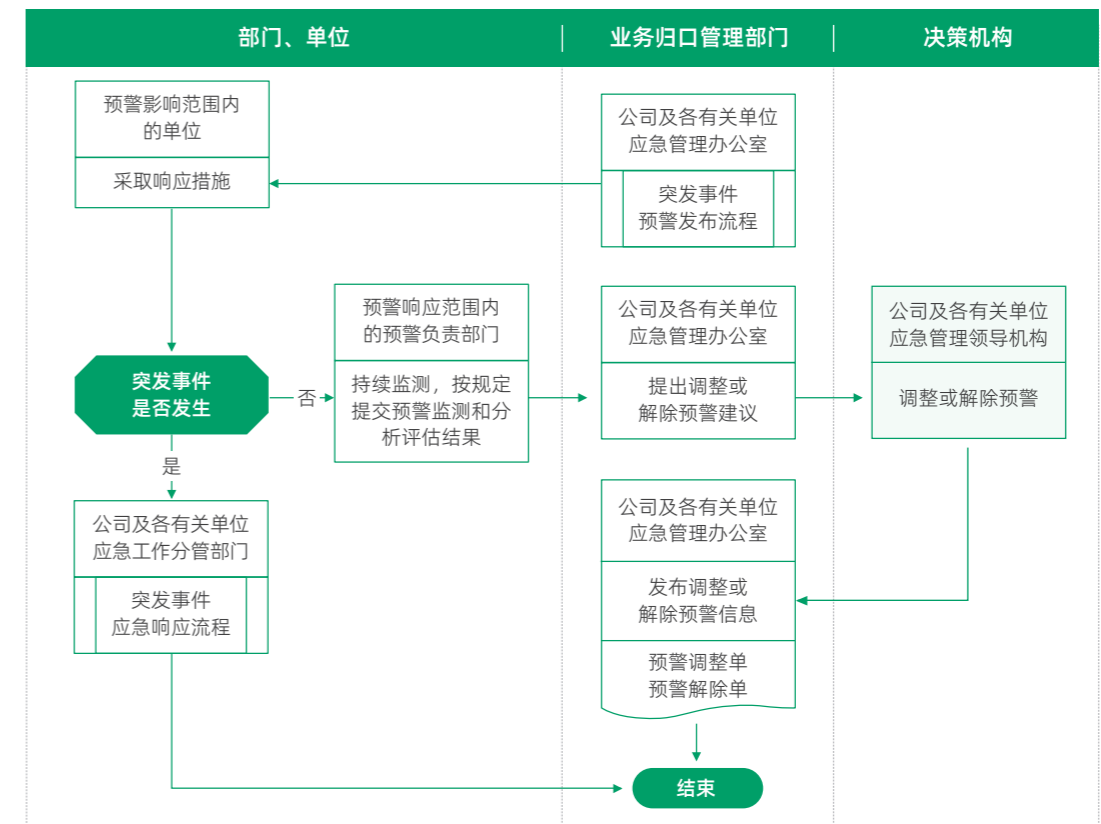 部门、单位
业务归口管理部门
决策机构
预警影响范围内
的单位
采取响应措施
公司及各有关单位
应急管理办公室
突发事件
预警发布流程
突发事件
是否发生
否
预警响应范围内
的预警负责部门
持续监测，按规定
提交预警监测和分
析评估结果
公司及各有关单位
应急管理办公室
提出调整或
解除预警建议
公司及各有关单位
应急管理领导机构
调整或解除预警
是
公司及各有关单位
应急工作分管部门
突发事件
应急响应流程
公司及各有关单位
应急管理办公室
发布调整或
解除预警信息
预警调整单
预警解除单
结束